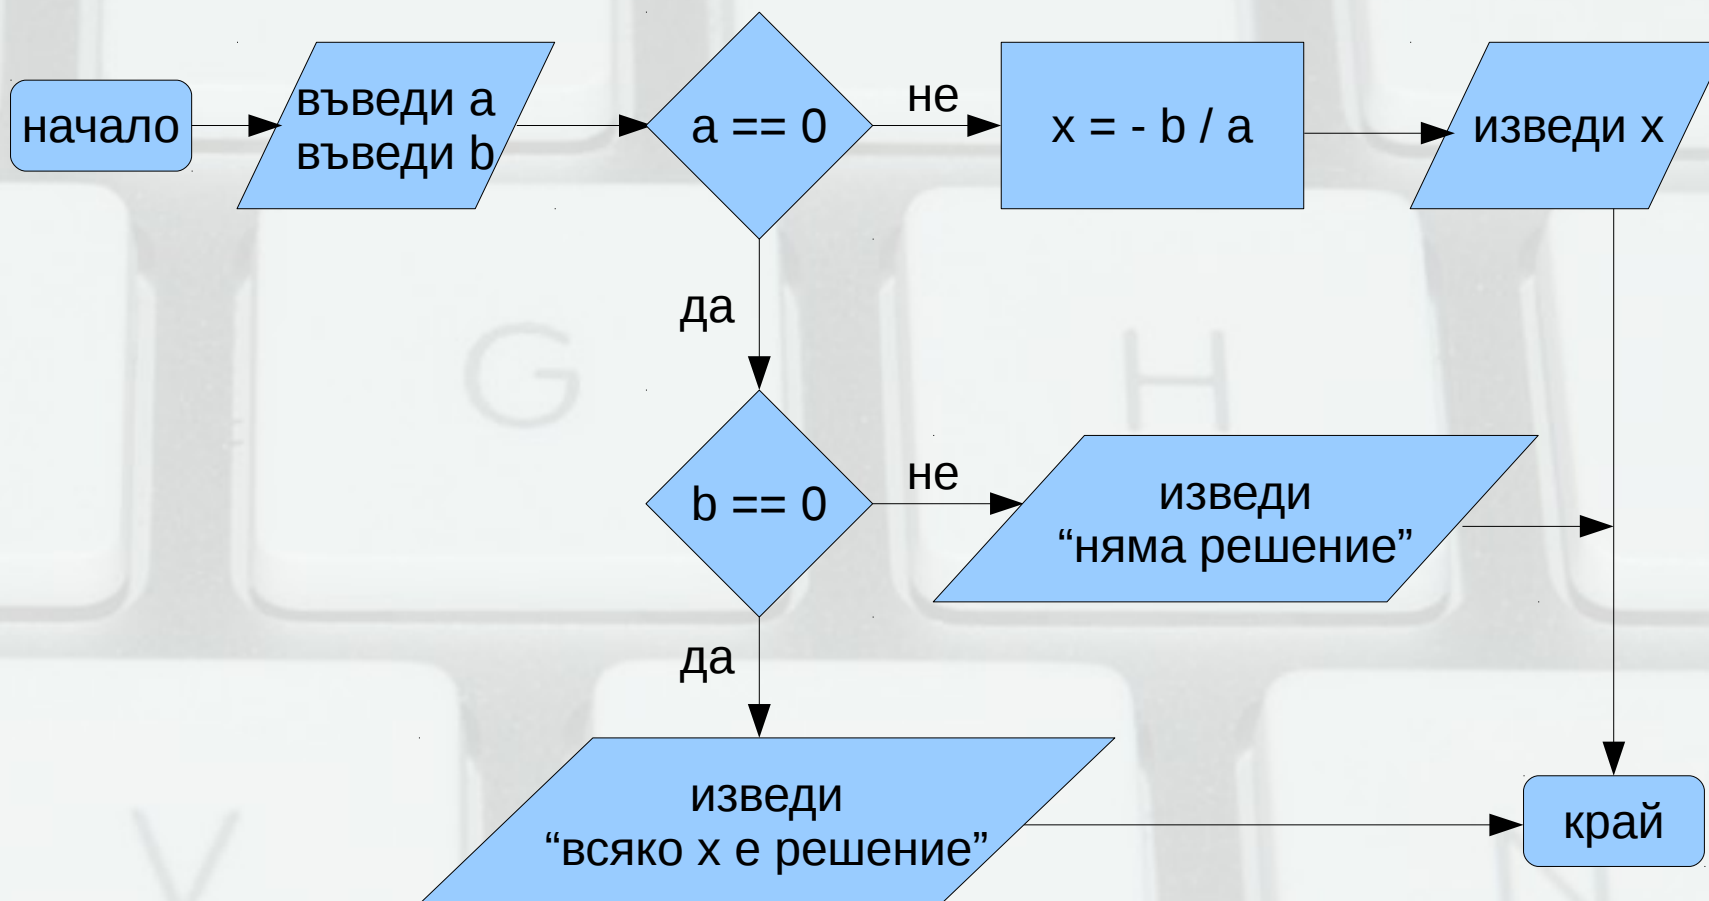 начало
въведи a
въведи b
a == 0
не
x = - b / a
изведи x
да
b == 0
не
изведи
“няма решение”
да
изведи
“всяко x е решение”
край
G
H
V
N